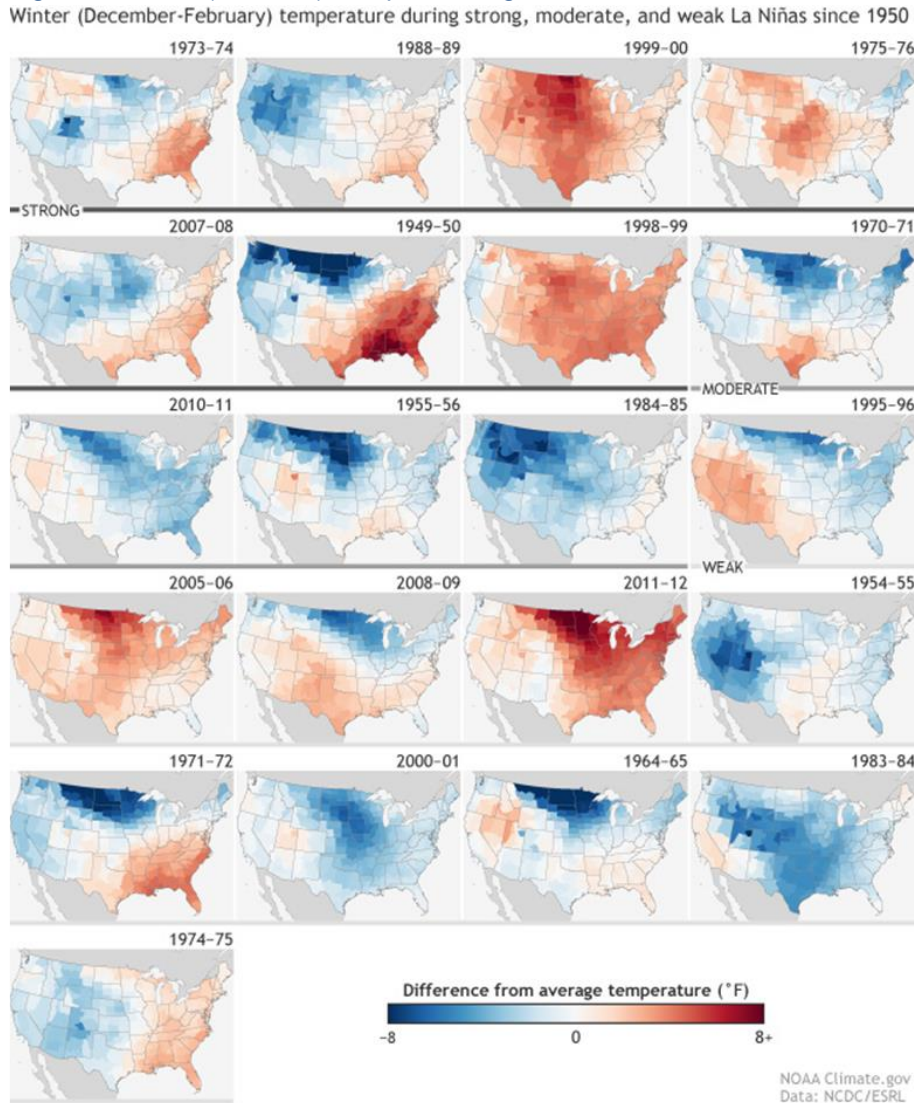 Winter (December-February) temperature during strong, moderate, and weak La Niñas since 1950
1973-74
1988-89
1999-00
1975-76
STRONG
2007-08
1949-50
1998-99
1970-71
MODERATE
2010-11
1955-56
1984-85
1995-96
WEAK
2005-06
2008-09
2011-12
1954-55
1971-72
2000-01
1964-65
1983-84
1974-75
Difference from average temperature (°F)
-8 0 8+
NOAA Climate.gov
Data: NCDC/ESRL